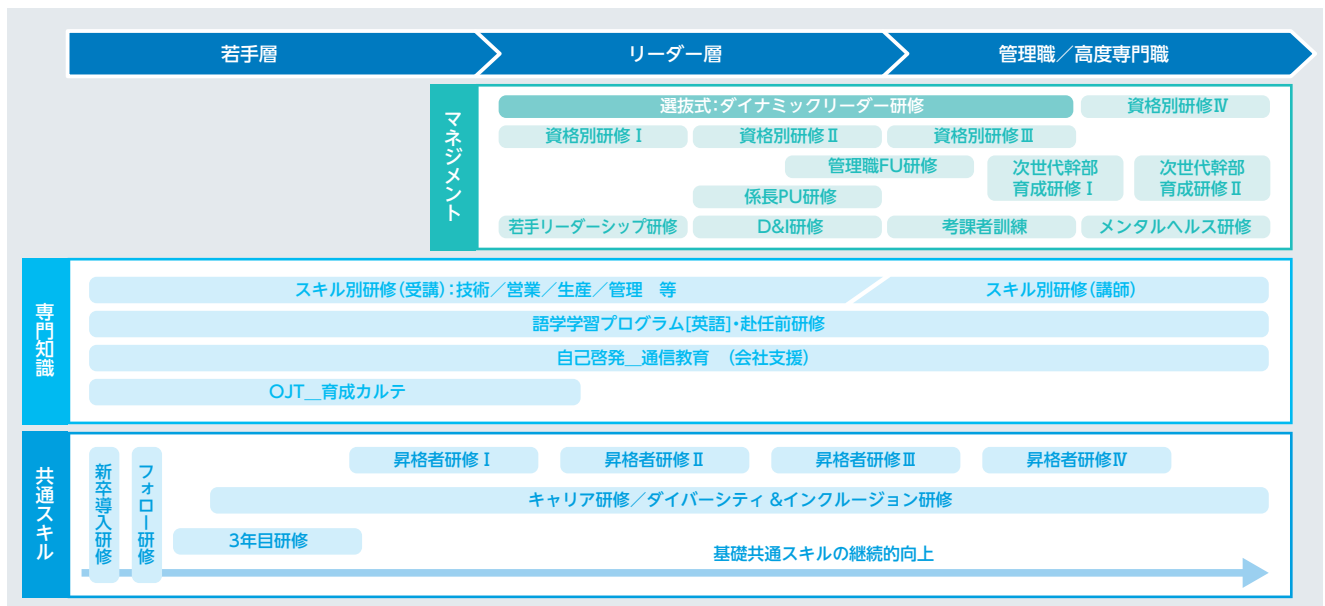 若手層
リーダー層
管理職／高度専門職
マネジメント
選抜式：ダイナミックリーダー研修
資格別研修Ⅳ
資格別研修Ⅰ
資格別研修Ⅱ
資格別研修Ⅲ
管理職FU研修
次世代幹部
育成研修Ⅰ
次世代幹部
育成研修Ⅱ
係長PU研修
若手リーダーシップ研修
D&I研修
考課者訓練
メンタルヘルス研修
専門知識
スキル別研修（受講）：技術／営業／生産／管理　等
スキル別研修（講師）
語学学習プログラム[英語]・赴任前研修
自己啓発＿通信教育　（会社支援）
OJT＿育成カルテ
共通スキル
新卒導入研修
フォロー研修
昇格者研修Ⅰ
昇格者研修Ⅱ
昇格者研修Ⅲ
昇格者研修Ⅳ
キャリア研修／ダイバーシティ &インクルージョン研修
3年目研修
基礎共通スキルの継続的向上